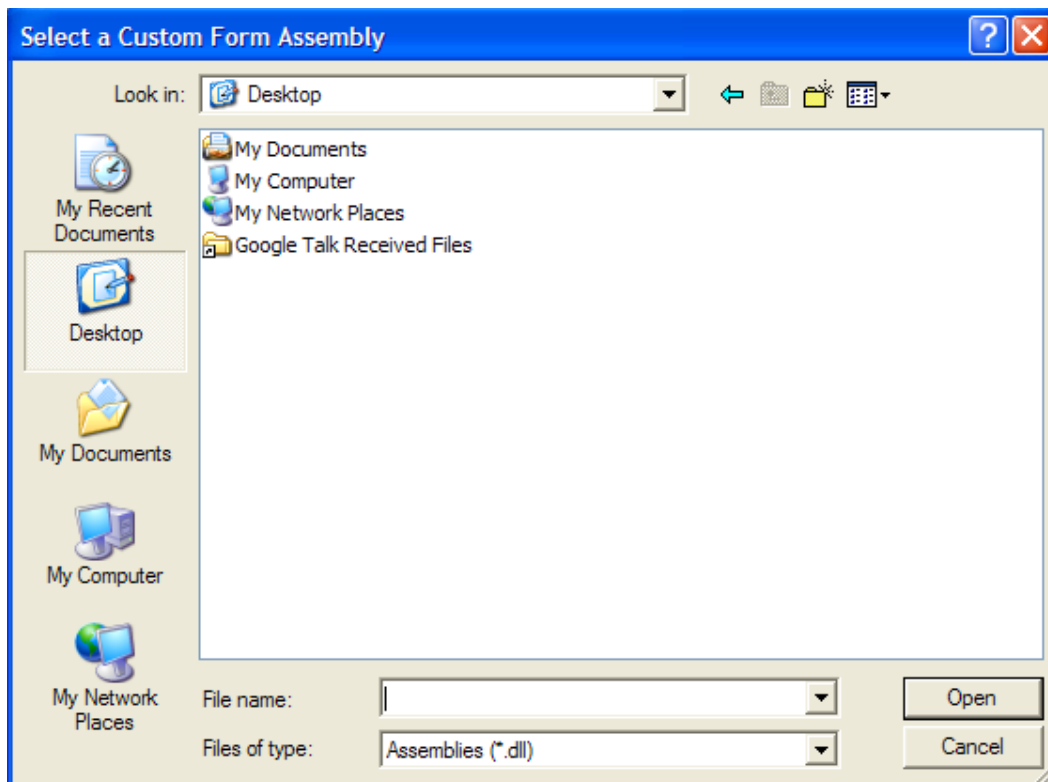 Select a Custom Form Assembly
Look in: Desktop
My Documents
My Computer
My Network Places
Google Talk Received Files
My Recent
Documents
Desktop
My Documents
My Computer
My Network
Places
File name:
Open
Files of type: Assemblies (*.dll)
Cancel